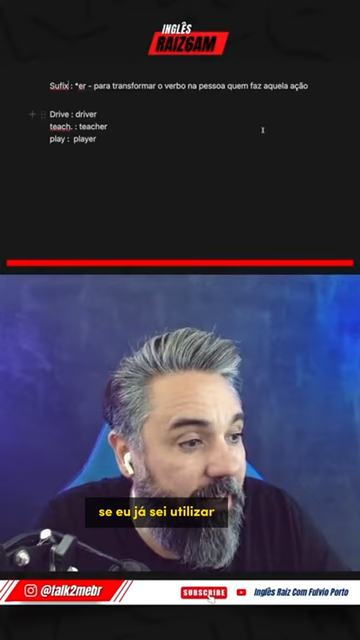 INGLÊS
RAIZ6AM
Sufix : *er - para transformar o verbo na pessoa quem faz aquela ação
Drive : driver
teach. : teacher
play : player
se eu já sei utilizar
@talk2mebr
SUBSCRIBE
Inglês Raiz Com Fulvio Porto